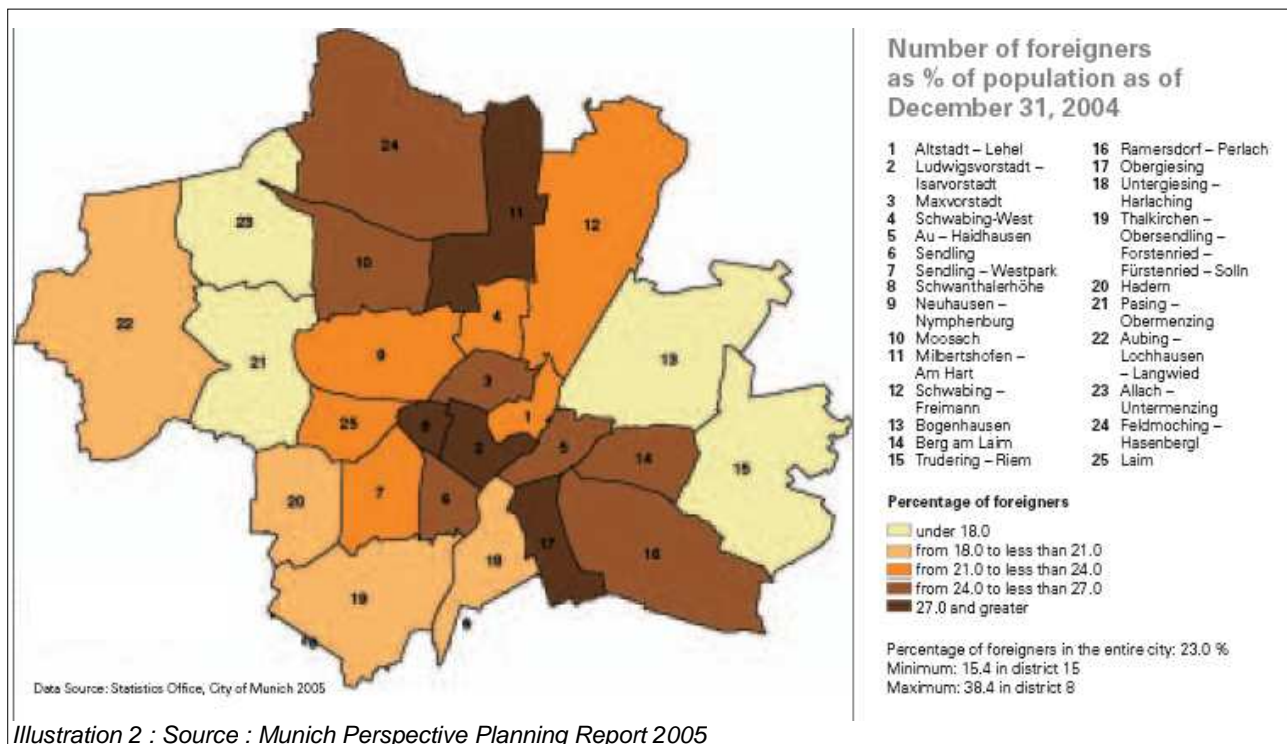 Number of foreigners
as % of population as of
December 31, 2004
1 Altstadt – Lehel
2 Ludwigsvorstadt –
Isarvorstadt
3 Maxvorstadt
4 Schwabing-West
5 Au – Haidhausen
6 Sendling
7 Sendling – Westpark
8 Schwanthalerhöhe
9 Neuhausen –
Nymphenburg
10 Moosach
11 Milbertshofen –
Am Hart
12 Schwabing –
Freimann
13 Bogenhausen
14 Berg am Laim
15 Trudering – Riem
16 Ramersdorf – Perlach
17 Obergiesing
18 Untergiesing –
Harlaching
19 Thalkirchen –
Obersendling –
Forstenried –
Fürstenried – Solln
20 Hadern
21 Pasing –
Obermenzing
22 Aubing –
Lochhausen
– Langwied
23 Allach –
Untermenzing
24 Feldmoching –
Hasenbergl
25 Laim
Percentage of foreigners
under 18.0
from 18.0 to less than 21.0
from 21.0 to less than 24.0
from 24.0 to less than 27.0
27.0 and greater
Percentage of foreigners in the entire city: 23.0 %
Minimum: 15.4 in district 15
Maximum: 38.4 in district 8
24
11
12
23
10
4
22
13
21
9
3
1
25
8
2
5
14
15
20
7
6
18
17
16
19
Data Source: Statistics Office, City of Munich 2005
Illustration 2 : Source : Munich Perspective Planning Report 2005